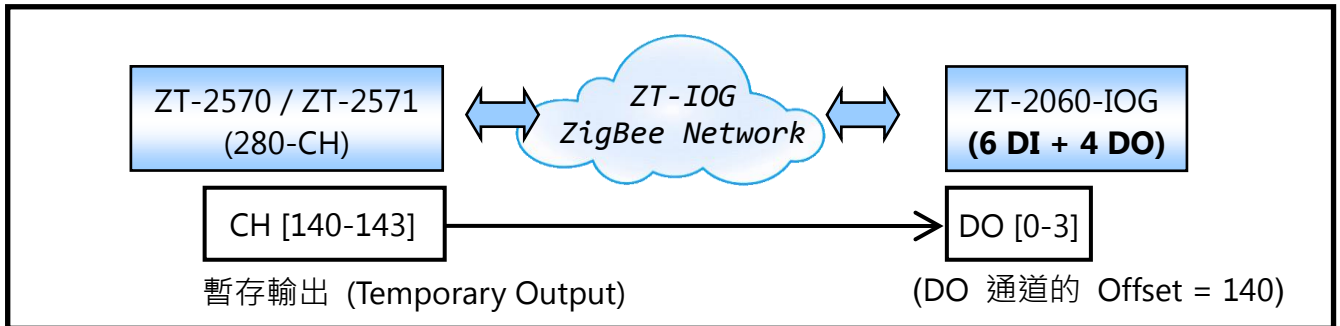 ZT-2570 / ZT-2571
(280-CH)
ZT-IOG
ZigBee Network
ZT-2060-IOG
(6 DI + 4 DO)
CH [140-143]
DO [0-3]
暫存輸出 (Temporary Output)
(DO 通道的 Offset = 140)